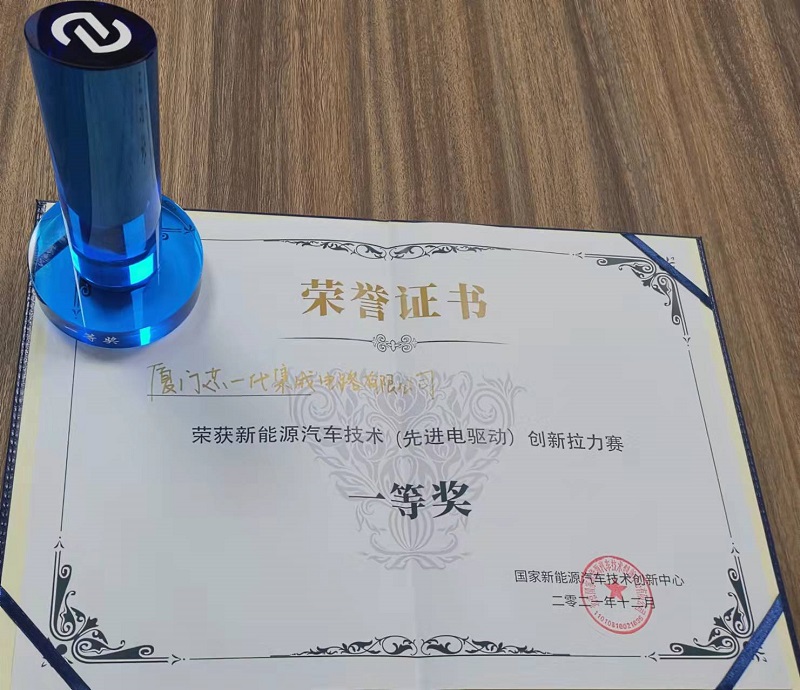 一等奖
荣誉证书
厦门芯一代集成电路有限公司
荣获新能源汽车技术（先进电驱动）创新拉力赛
一等奖
国家新能源汽车技术创新中心
二零二一年十二月